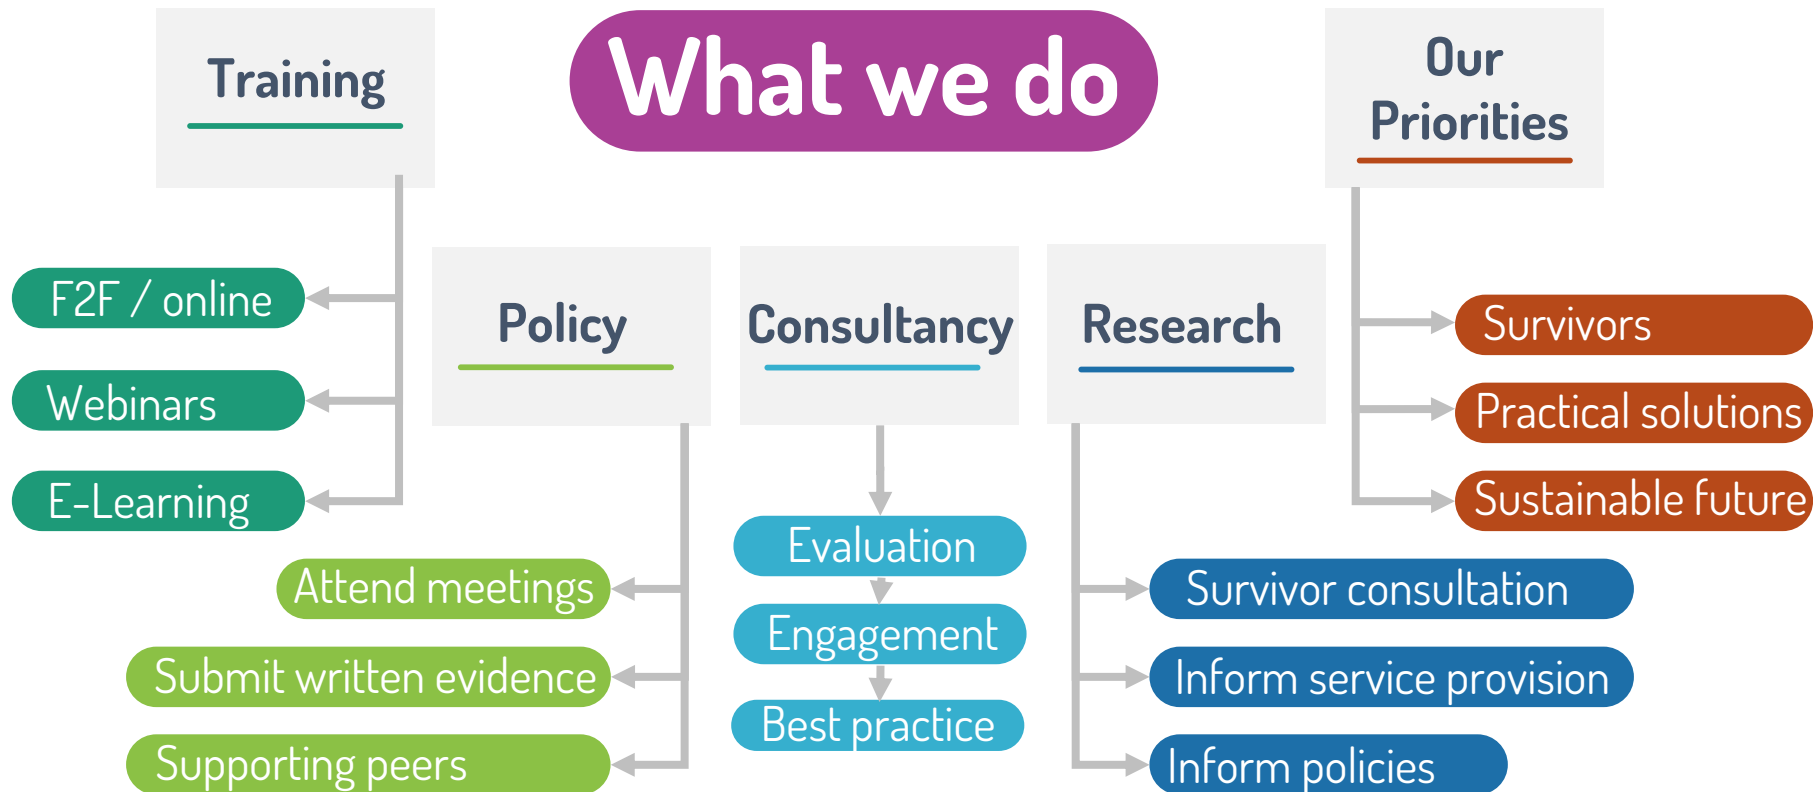 What we do
Training
F2F / online
Webinars
E-Learning
Policy
Attend meetings
Submit written evidence
Supporting peers
Consultancy
Evaluation
Engagement
Best practice
Research
Survivor consultation
Inform service provision
Inform policies
Our
Priorities
Survivors
Practical solutions
Sustainable future